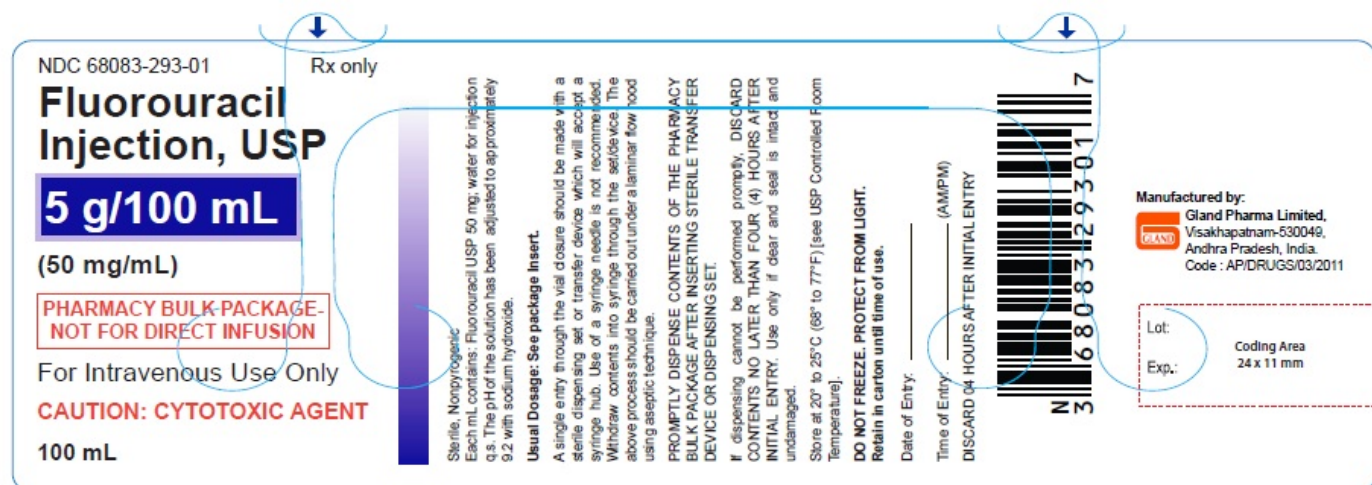 NDC 68083-293-01
Rx only
Fluorouracil
Injection, USP
5 g/100 mL
(50 mg/mL)
PHARMACY BULK PACKAGE-
NOT FOR DIRECT INFUSION
For Intravenous Use Only
CAUTION: CYTOTOXIC AGENT
100 mL
Sterile, Nonpyrogenic
Each mL contains: Fluorouracil USP 50 mg; water for injection
q.s. The pH of the solution has been adjusted to approximately
9.2 with sodium hydroxide.
Usual Dosage: See package Insert.
A single entry through the vial closure should be made with a
sterile dispensing set or transfer device which will accept a
syringe hub. Use of a syringe needle is not recommended.
Withdraw contents into syringe through the set/device. The
above process should be carried out under a laminar flow hood
using aseptic technique.
PROMPTLY DISPENSE CONTENTS OF THE PHARMACY
BULK PACKAGE AFTER INSERTING STERILE TRANSFER
DEVICE OR DISPENSING SET.
If dispensing cannot be performed promptly, DISCARD
CONTENTS NO LATER THAN FOUR (4) HOURS AFTER
INITIAL ENTRY. Use only if clear and seal is intact and
undamaged.
Store at 20° to 25°C (68° to 77°F) [see USP Controlled Room
Temperature].
DO NOT FREEZE. PROTECT FROM LIGHT.
Retain in carton until time of use.
Date of Entry:
Time of Entry: (AM/PM)
DISCARD 04 HOURS AFTER INITIAL ENTRY
N
3 68083 29301 7
Manufactured by:
GLAND
Gland Pharma Limited,
Visakhapatnam-530049,
Andhra Pradesh, India.
Code : AP/DRUGS/03/2011
Lot:
Exp.:
Coding Area
24 x 11 mm